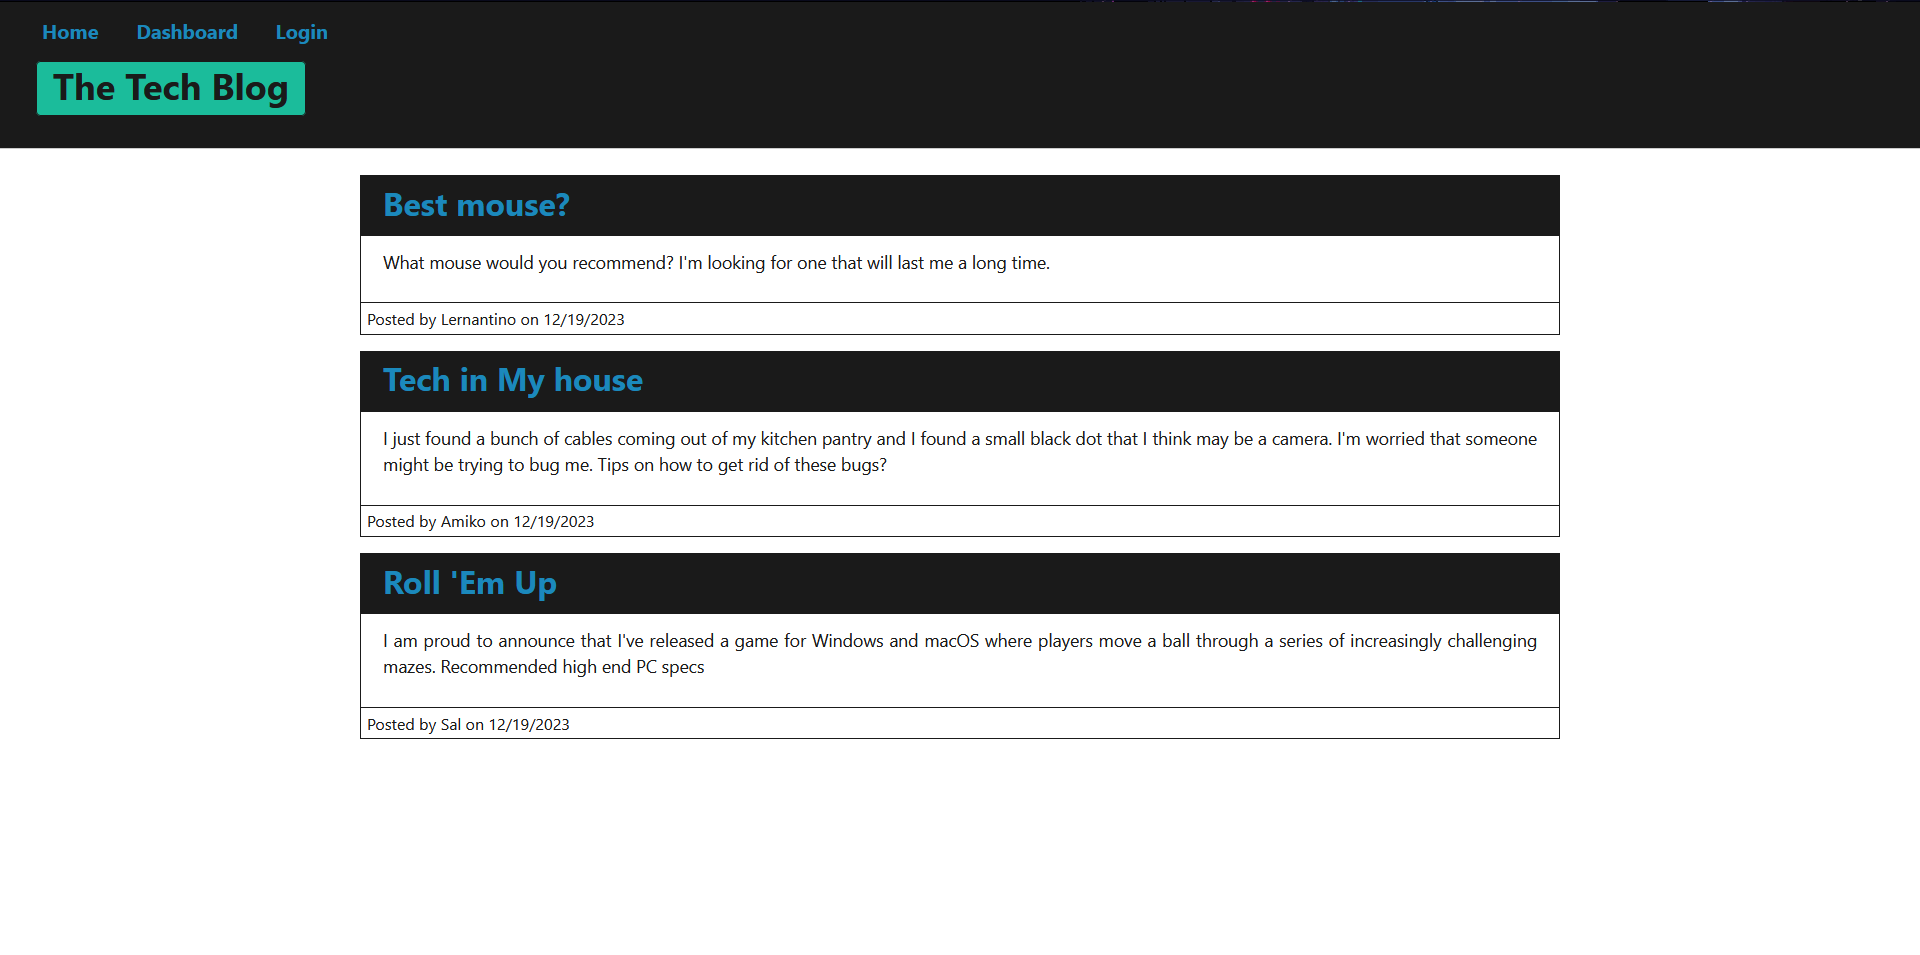 Home Dashboard Login
The Tech Blog
Best mouse?
What mouse would you recommend? I'm looking for one that will last me a long time.
Posted by Lernantino on 12/19/2023
Tech in My house
I just found a bunch of cables coming out of my kitchen pantry and I found a small black dot that I think may be a camera. I'm worried that someone
might be trying to bug me. Tips on how to get rid of these bugs?
Posted by Amiko on 12/19/2023
Roll 'Em Up
I am proud to announce that I've released a game for Windows and macOS where players move a ball through a series of increasingly challenging
mazes. Recommended high end PC specs
Posted by Sal on 12/19/2023